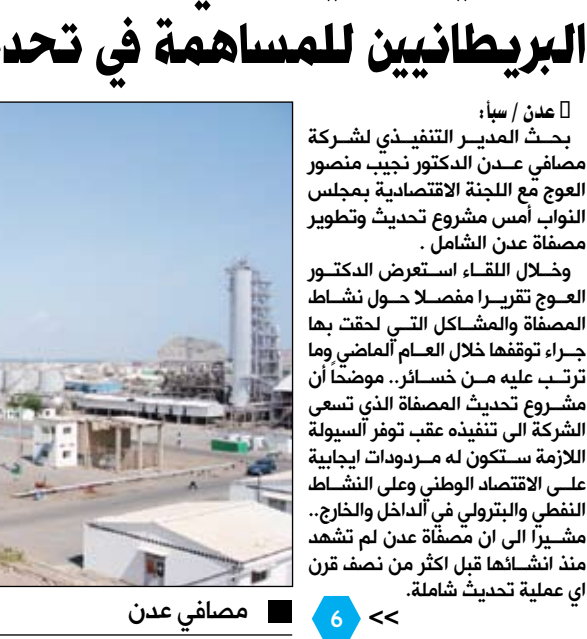 البريطانيين للمساهمة في
عدن / سبأ :
بحث المدير التنفيذي لشركة
مصافي عدن الدكتور نجيب منصور
العوج مع اللجنة الاقتصادية بمجلس
النواب أمس مشروع تحديث وتطوير
مصفاة عدن الشامل .
وخلال اللقاء استعرض الدكتور
العوج تقريرا مفصلا حول نشاط
المصفاة والمشاكل التي لحقت بها
جراء توقفها خلال العام الماضي وما
ترتب عليه من خسائر.. موضحاً أن
مشروع تحديث المصفاة الذي تسعى
الشركة الى تنفيذه عقب توفر السيولة
اللازمة ستكون له مردودات ايجابية
على الاقتصاد الوطني وعلى النشاط
النفطي والبترولي في الداخل والخارج..
مشيرا الى ان مصفاة عدن لم تشهد
منذ انشائها قبل اكثر من نصف قرن
اي عملية تحديث شاملة.
>> 6
مصافي عدن